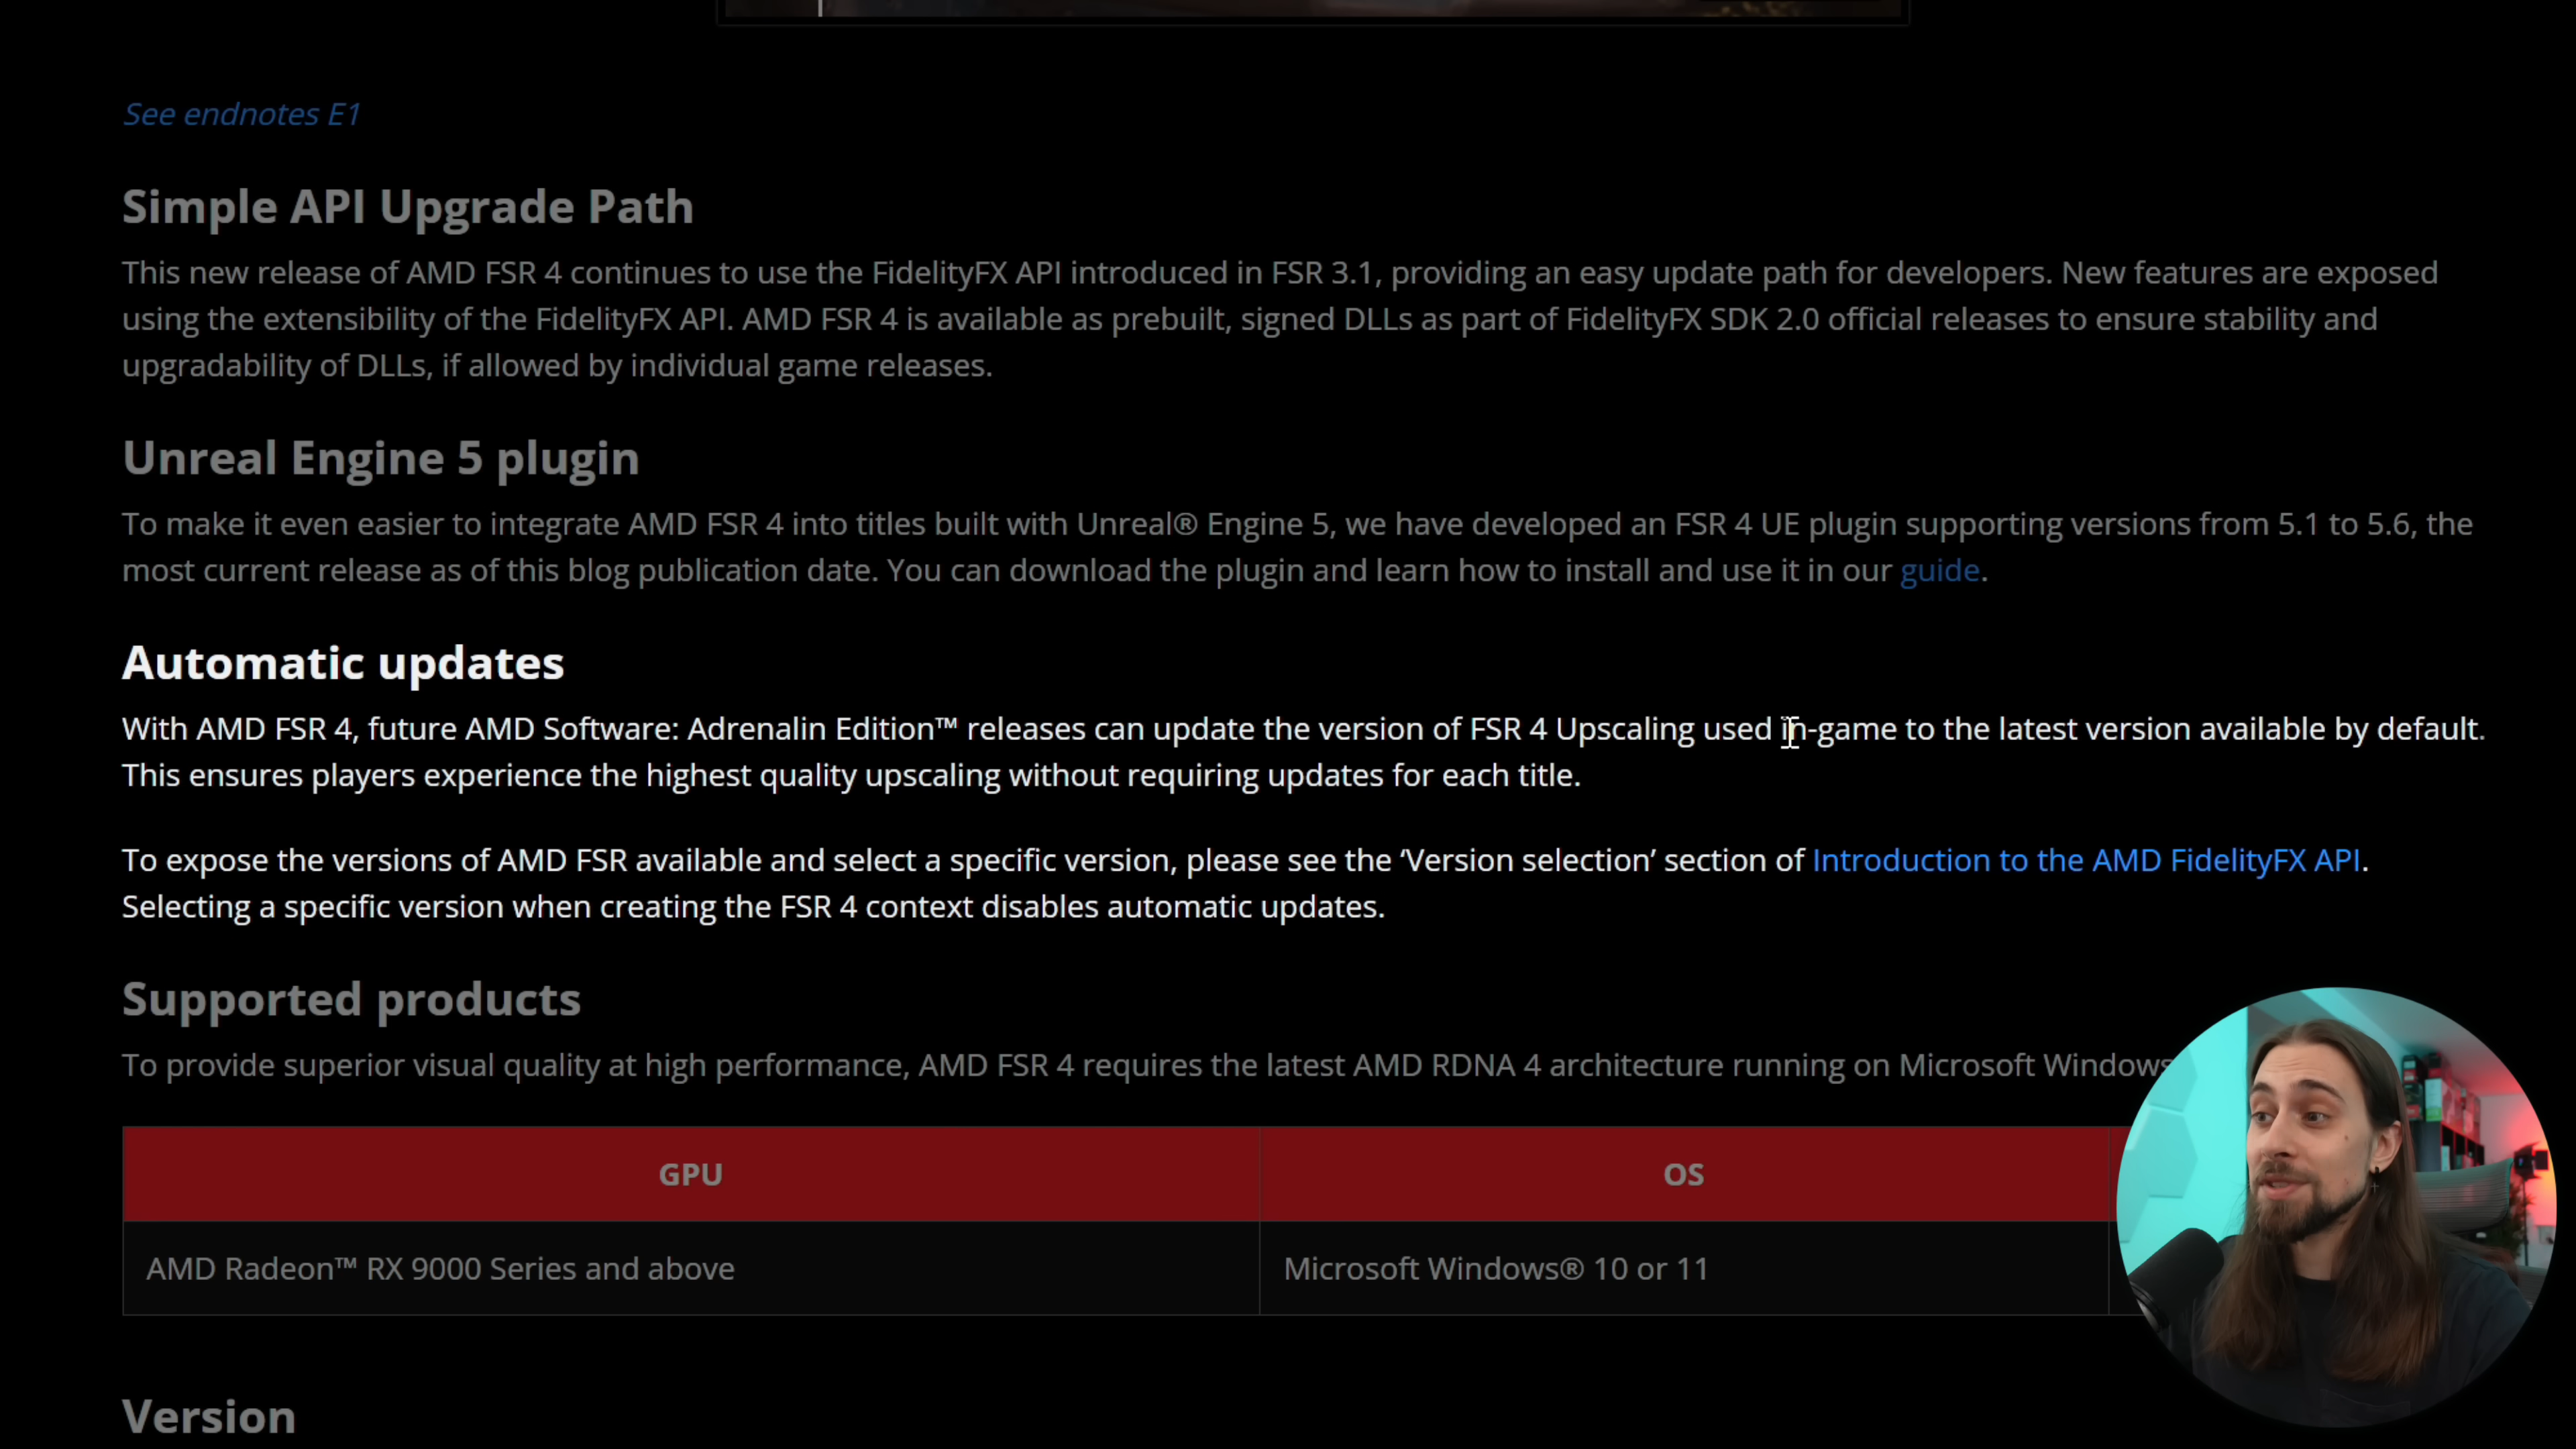 See endnotes E1
Simple API Upgrade Path
This new release of AMD FSR 4 continues to use the FidelityFX API introduced in FSR 3.1, providing an easy update path for developers. New features are exposed
using the extensibility of the FidelityFX API. AMD FSR 4 is available as prebuilt, signed DLLs as part of FidelityFX SDK 2.0 official releases to ensure stability and
upgradability of DLLs, if allowed by individual game releases.
Unreal Engine 5 plugin
To make it even easier to integrate AMD FSR 4 into titles built with Unreal® Engine 5, we have developed an FSR 4 UE plugin supporting versions from 5.1 to 5.6, the
most current release as of this blog publication date. You can download the plugin and learn how to install and use it in our guide.
Automatic updates
With AMD FSR 4, future AMD Software: Adrenalin Edition™ releases can update the version of FSR 4 Upscaling used in-game to the latest version available by default.
This ensures players experience the highest quality upscaling without requiring updates for each title.
To expose the versions of AMD FSR available and select a specific version, please see the ‘Version selection’ section of Introduction to the AMD FidelityFX API.
Selecting a specific version when creating the FSR 4 context disables automatic updates.
Supported products
To provide superior visual quality at high performance, AMD FSR 4 requires the latest AMD RDNA 4 architecture running on Microsoft Windows
GPU OS
AMD Radeon™ RX 9000 Series and above Microsoft Windows® 10 or 11
Version